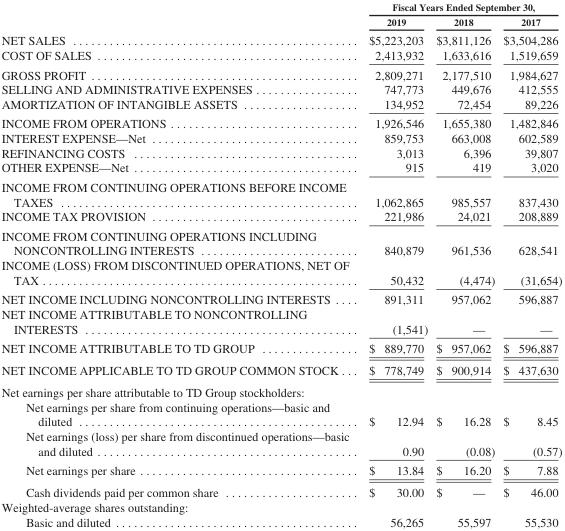 Fiscal Years Ended September 30,
2019 2018 2017
NET SALES $5,223,203 $3,811,126 $3,504,286
COST OF SALES 2,413,932 1,633,616 1,519,659
GROSS PROFIT 2,809,271 2,177,510 1,984,627
SELLING AND ADMINISTRATIVE EXPENSES 747,773 449,676 412,555
AMORTIZATION OF INTANGIBLE ASSETS 134,952 72,454 89,226
INCOME FROM OPERATIONS 1,926,546 1,655,380 1,482,846
INTEREST EXPENSE—Net 859,753 663,008 602,589
REFINANCING COSTS 3,013 6,396 39,807
OTHER EXPENSE—Net 915 419 3,020
INCOME FROM CONTINUING OPERATIONS BEFORE INCOME
TAXES 1,062,865 985,557 837,430
INCOME TAX PROVISION 221,986 24,021 208,889
INCOME FROM CONTINUING OPERATIONS INCLUDING
NONCONTROLLING INTERESTS 840,879 961,536 628,541
INCOME (LOSS) FROM DISCONTINUED OPERATIONS, NET OF
TAX 50,432 (4,474) (31,654)
NET INCOME INCLUDING NONCONTROLLING INTERESTS 891,311 957,062 596,887
NET INCOME ATTRIBUTABLE TO NONCONTROLLING
INTERESTS (1,541) — —
NET INCOME ATTRIBUTABLE TO TD GROUP $ 889,770 $ 957,062 $ 596,887
NET INCOME APPLICABLE TO TD GROUP COMMON STOCK $ 778,749 $ 900,914 $ 437,630
Net earnings per share attributable to TD Group stockholders:
Net earnings per share from continuing operations—basic and
diluted $ 12.94 $ 16.28 $ 8.45
Net earnings (loss) per share from discontinued operations—basic
and diluted 0.90 (0.08) (0.57)
Net earnings per share $ 13.84 $ 16.20 $ 7.88
Cash dividends paid per common share $ 30.00 $ — $ 46.00
Weighted-average shares outstanding:
Basic and diluted 56,265 55,597 55,530